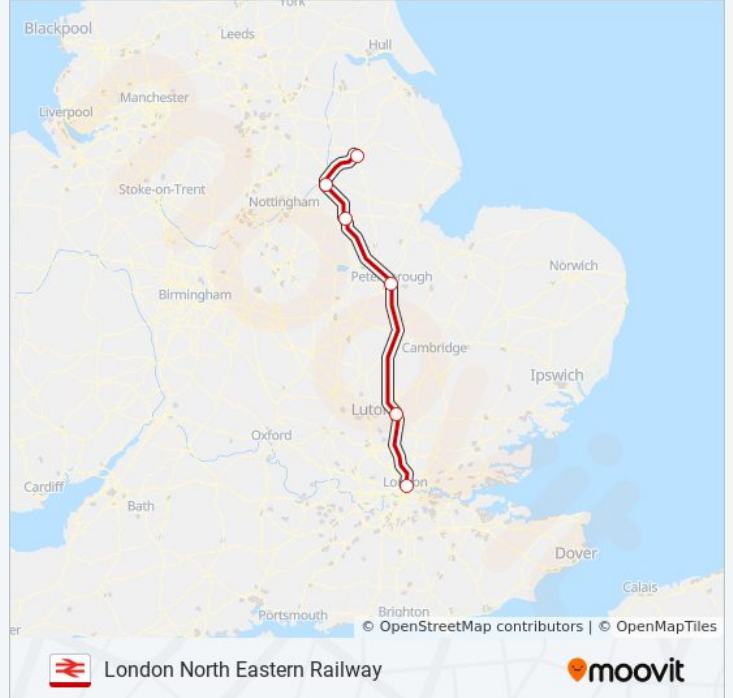 York
Blackpool
Leeds
Hull
Manchester
Liverpool
Stoke-on-Trent
Nottingham
Norwich
Birmingham
Cambridge
Ipswich
Luton
Oxford
Cardiff
London
Bath
Dover
Calais
Portsmouth
Brighton
er
© OpenStreetMap contributors | © OpenMapTiles
London North Eastern Railway
moovit